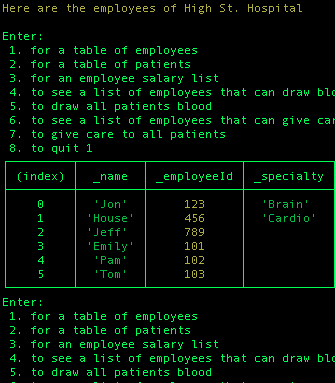 Here are the employees of High St. Hospital
Enter:
1. for a table of employees
2. for a table of patients
3. for an employee salary list
4. to see a list of employees that can draw bl
5. to draw all patients blood
6. to see a list of employees that can give car
7. to give care to all patients
8. to quit 1
(index) _name _employeeId _specialty
0 'Jon' 123 'Brain'
1 'House' 456 'Cardio'
2 'Jeff' 789
3 'Emily' 101
4 'Pam' 102
5 'Tom' 103
Enter:
1. for a table of employees
2. for a table of patients
3. for an employee salary list
4. to see a list of employees that can draw bl
5. to draw all patients blood